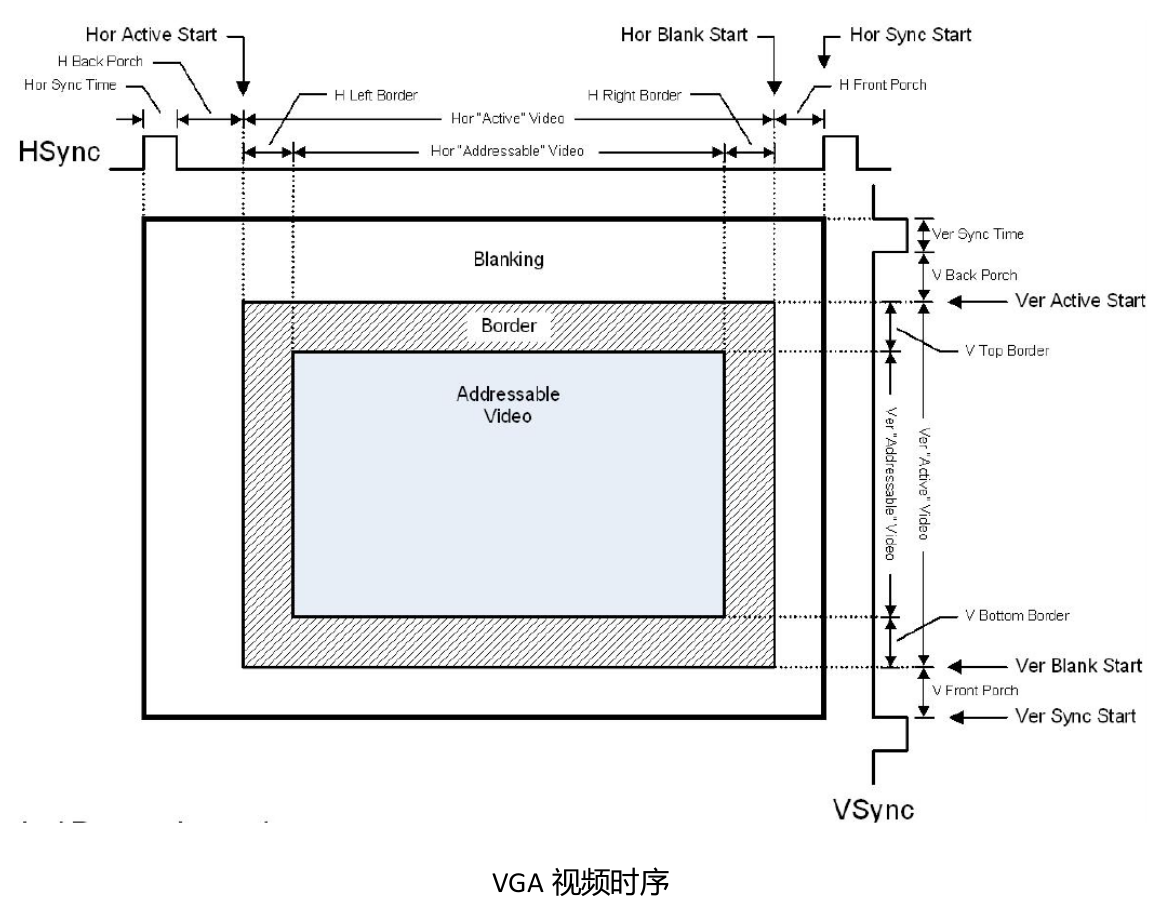 Hor Active Start
Hor Blank Start
Hor Sync Start
H Back Porch
Hor Sync Time
H Front Porch
H Left Border
H Right Border
Hor "Active" Video
HSync
Hor "Addressable" Video
Ver Sync Time
Blanking
V Back Porch
Ver Active Start
Border
V Top Border
Addressable
Video
Ver "Addressable" Video
Ver "Active" Video
V Bottom Border
Ver Blank Start
V Front Porch
Ver Sync Start
VSync
VGA 视频时序